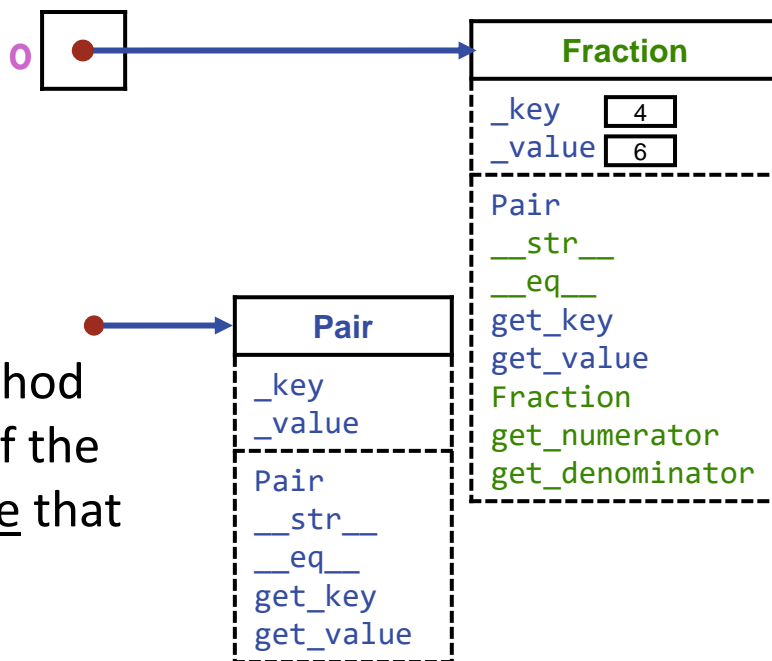 o
Fraction
_key 4
_value 6
Pair
__str__
__eq__
get_key
get_value
Fraction
get_numerator
get_denominator
Pair
_key
_value
Pair
__str__
__eq__
get_key
get_value
hod
f the
e that